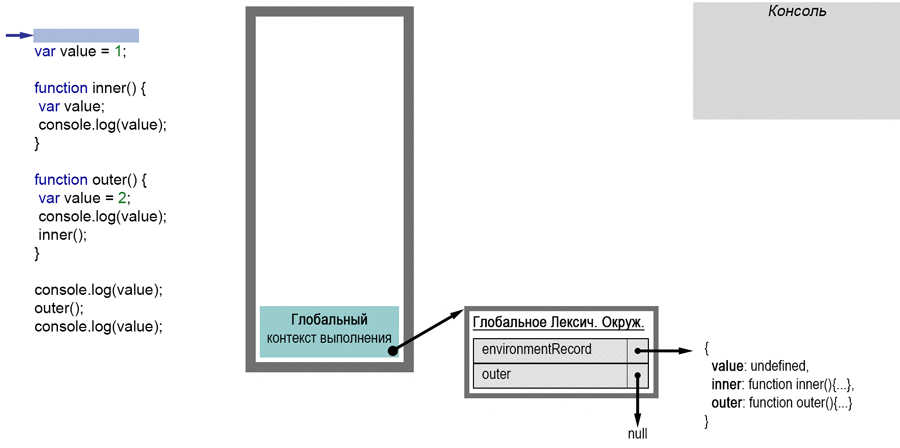 Консоль
var value = 1;
function inner() {
var value;
console.log(value);
}
function outer() {
var value = 2;
console.log(value);
inner();
}
console.log(value);
outer();
console.log(value);
Глобальный
контекст выполнения
Глобальное Лексич. Окруж.
environmentRecord
outer
null
{
value: undefined,
inner: function inner(){...},
outer: function outer(){...}
}